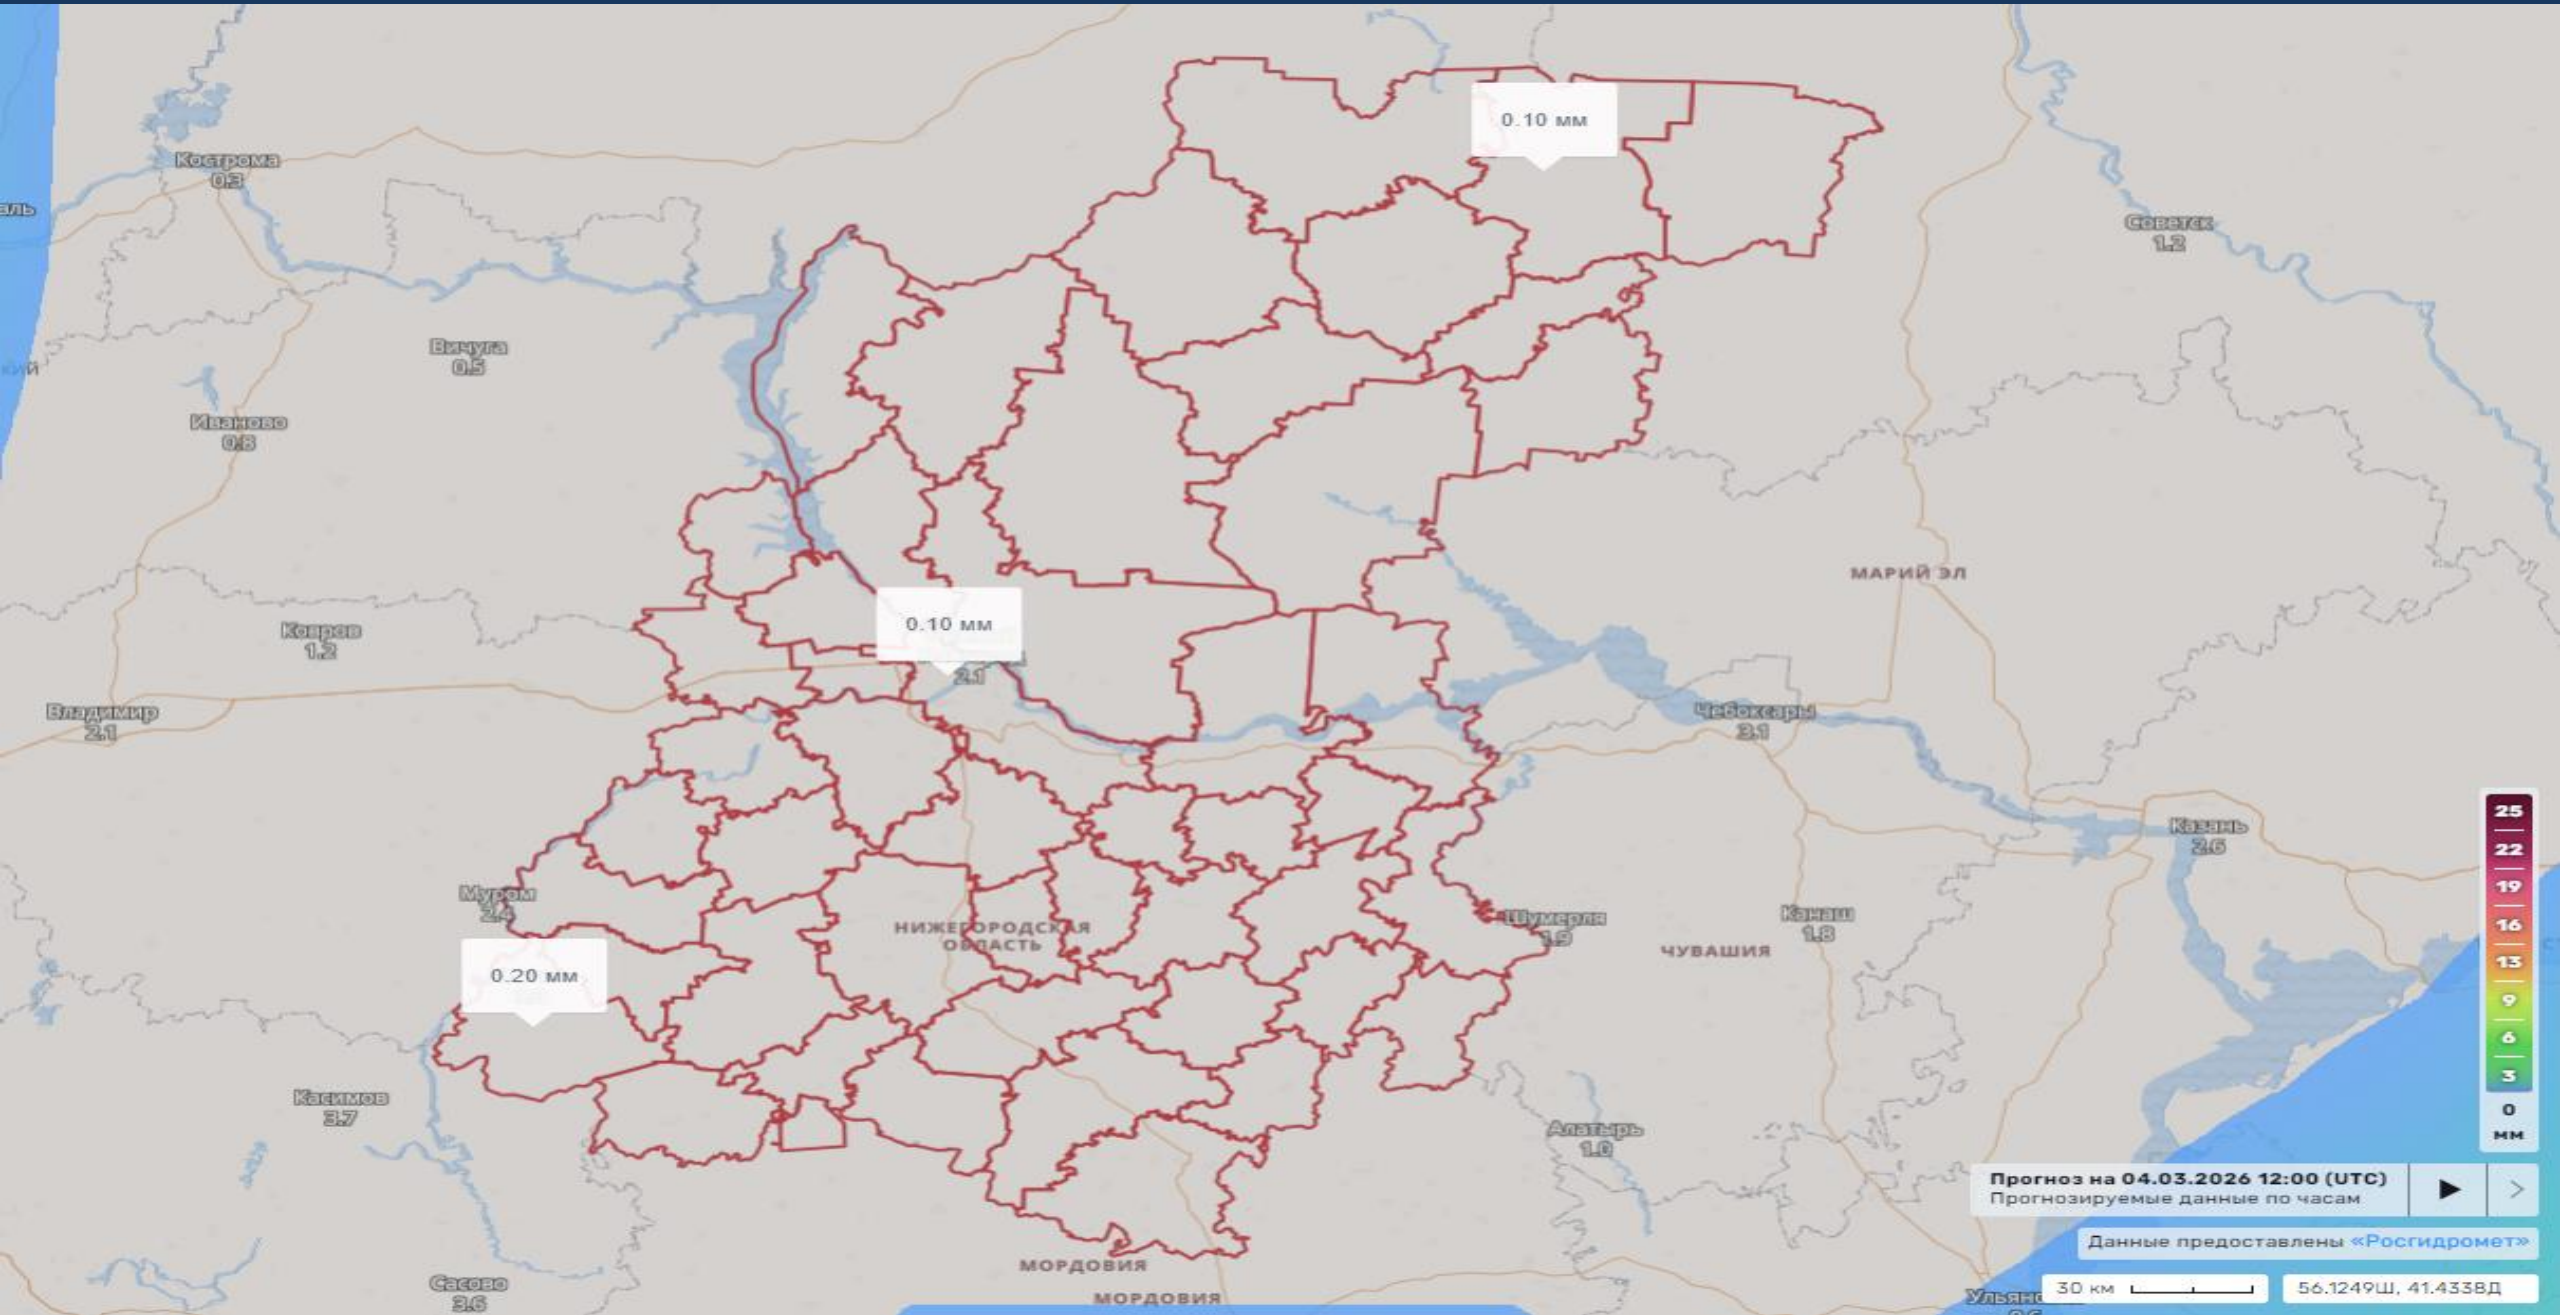 0.10 мм
Кострома
0.3
аль
Советск
1.2
Вичуга
0.5
кий
Иваново
0.8
МАРИЙ ЭЛ
0.10 мм
Ковров
1.2
2.1
Владимир
2.1
Чебоксары
3.1
25
22
19
16
13
9
6
3
0
мм
Казань
2.6
Муром
2.4
НИЖЕГОРОДСКАЯ
ОБЛАСТЬ
Шумерля
1.9
Канаш
1.8
ЧУВАШИЯ
0.20 мм
Касимов
3.7
Алатырь
1.0
Прогноз на 04.03.2026 12:00 (UTC)
Прогнозируемые данные по часам
Данные предоставлены «Росгидромет»
МОРДОВИЯ
Сасово
3.6
МОРДОВИЯ
Ульяно
30 км
56.1249Ш, 41.4338Д